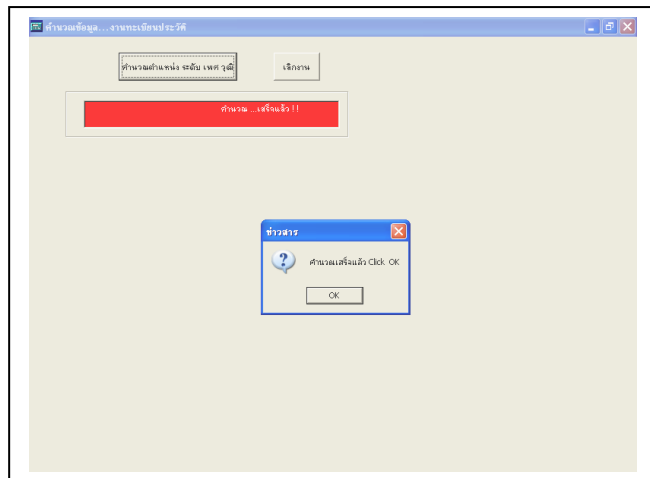 คำนวณข้อมูล...งานทะเบียนประวัติ
คำนวณตำแหน่ง ระดับ เพศ วุฒิ
เลิกงาน
คำนวณ ...เสร็จแล้ว ! !
ข่าวสาร
คำนวณเสร็จแล้ว Click OK
OK